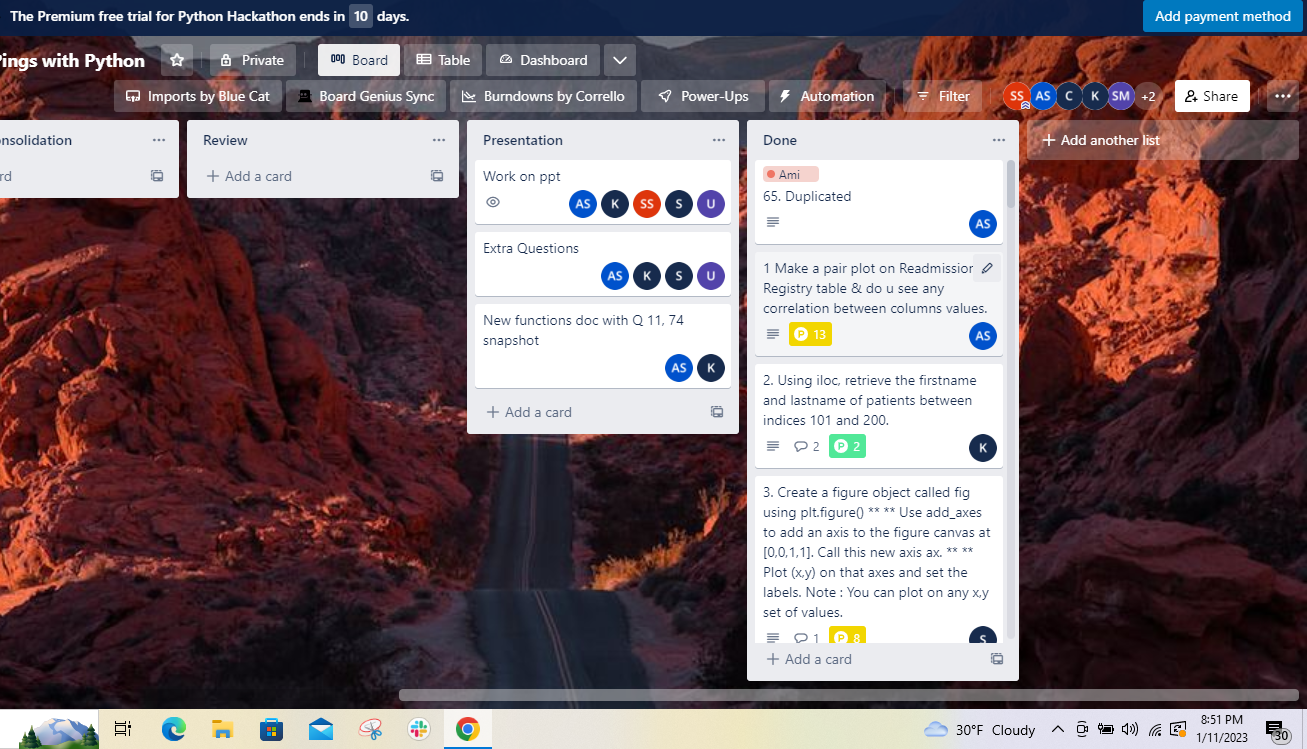 The Premium free trial for Python Hackathon ends in 10 days.
Add payment method
ings with Python
Private
Board
Table
Dashboard
Imports by Blue Cat
Board Genius Sync
Burndowns by Corrello
Power-Ups
Automation
Filter
SS
AS
C
K
SM
+2
Share
nsolidation
rd
Review
+ Add a card
Presentation
Work on ppt
AS K SS S U
Extra Questions
AS K S U
New functions doc with Q 11, 74
snapshot
AS K
+ Add a card
Done
Ami
65. Duplicated
AS
1 Make a pair plot on Readmission
Registry table & do u see any
correlation between columns values.
P 13
AS
2. Using iloc, retrieve the firstname
and lastname of patients between
indices 101 and 200.
2
P 2
K
3. Create a figure object called fig
using plt.figure() ** ** Use add_axes
to add an axis to the figure canvas at
[0,0,1,1]. Call this new axis ax. ** **
Plot (x,y) on that axes and set the
labels. Note : You can plot on any x,y
set of values.
1
P 8
S
+ Add a card
+ Add another list
30°F Cloudy
8:51 PM
1/11/2023
30